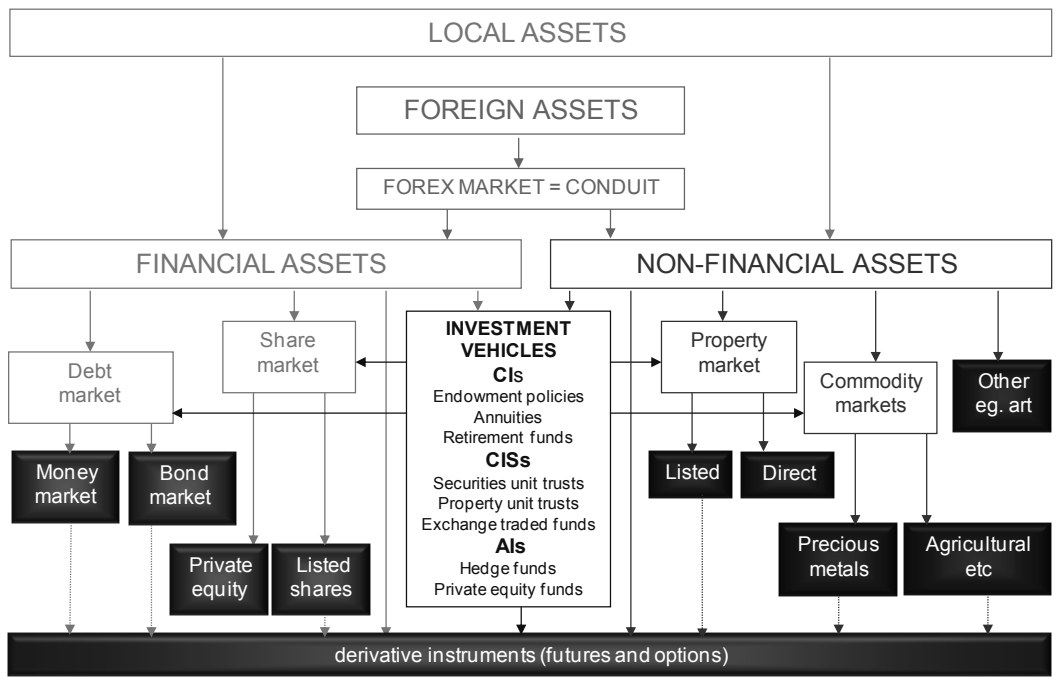 LOCAL ASSETS
FOREIGN ASSETS
FOREX MARKET = CONDUIT
FINANCIAL ASSETS
NON-FINANCIAL ASSETS
Debt
market
Share
market
INVESTMENT
VEHICLES
CIs
Endowment policies
Annuities
Retirement funds
CISs
Securities unit trusts
Property unit trusts
Exchange traded funds
AIs
Hedge funds
Private equity funds
Property
market
Commodity
markets
Other
eg. art
Money
market
Bond
market
Private
equity
Listed
shares
Listed
Direct
Precious
metals
Agricultural
etc
derivative instruments (futures and options)